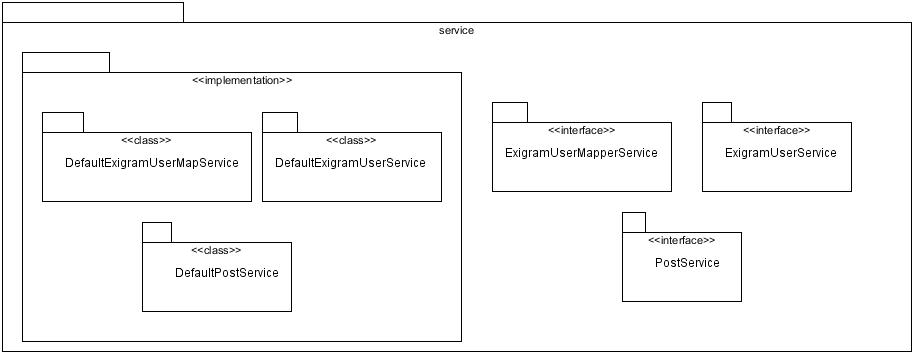 service
<<implementation>>
<<class>>
DefaultExigramUserMapService
<<class>>
DefaultExigramUserService
<<class>>
DefaultPostService
<<interface>>
ExigramUserMapperService
<<interface>>
ExigramUserService
<<interface>>
PostService